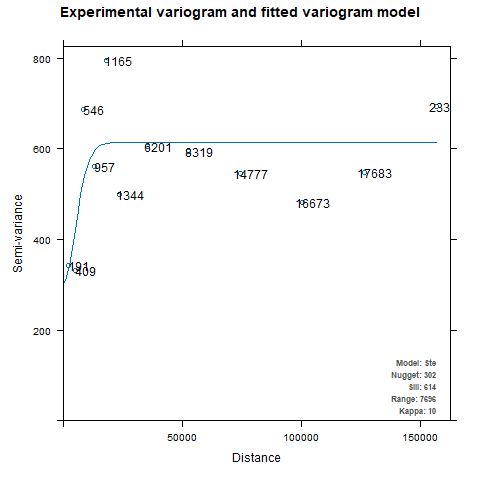 Experimental variogram and fitted variogram model
800
600
400
200
Semi-variance
1165
546
233
957
6201
8319
14777
17683
1344
16673
191
409
Model: Ste
Nugget: 302
Sill: 614
Range: 7696
Kappa: 10
50000
100000
150000
Distance